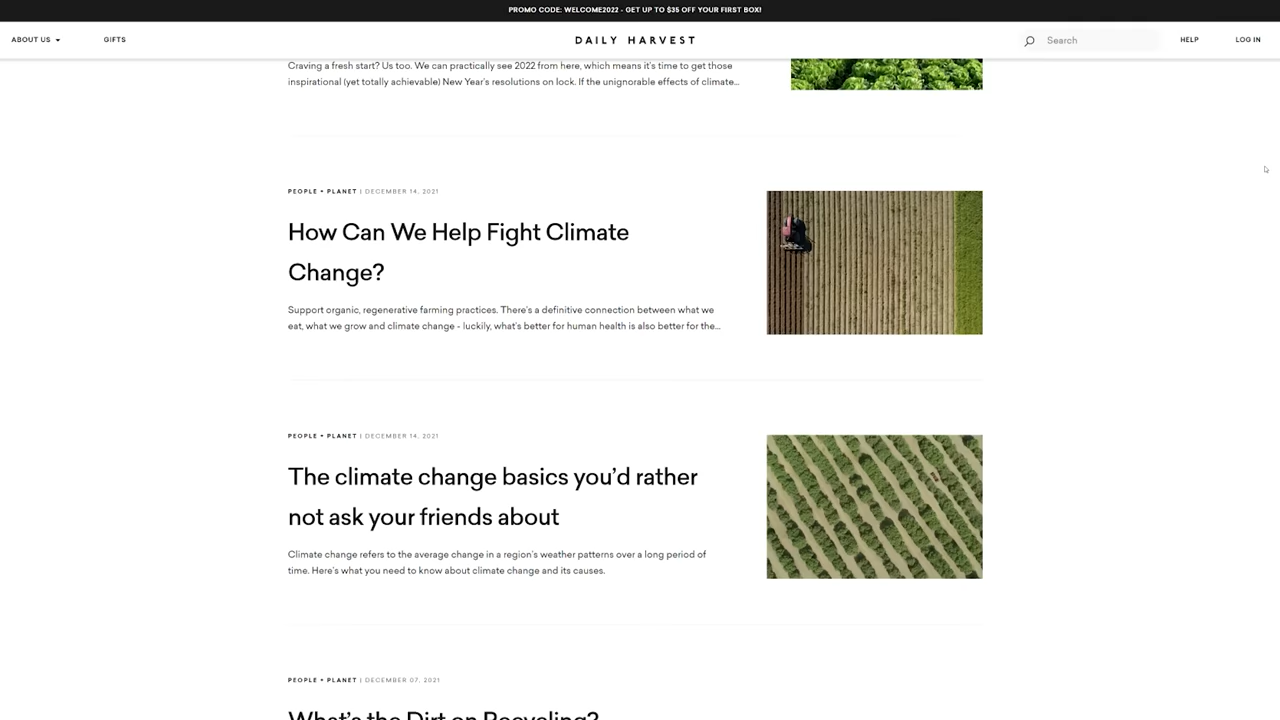 PROMO CODE: WELCOME2022 - GET UP TO $35 OFF YOUR FIRST BOX!
ABOUT US GIFTS DAILY HARVEST Search HELP LOG IN
Craving a fresh start? Us too. We can practically see 2022 from here, which means it's time to get those
inspirational (yet totally achievable) New Year's resolutions on lock. If the unignorable effects of climate...
PEOPLE + PLANET | DECEMBER 14, 2021
How Can We Help Fight Climate
Change?
Support organic, regenerative farming practices. There's a definitive connection between what we
eat, what we grow and climate change - luckily, what's better for human health is also better for the...
PEOPLE + PLANET | DECEMBER 14, 2021
The climate change basics you’d rather
not ask your friends about
Climate change refers to the average change in a region's weather patterns over a long period of
time. Here's what you need to know about climate change and its causes.
PEOPLE + PLANET | DECEMBER 07, 2021
What’s the Dirt on Recycling?